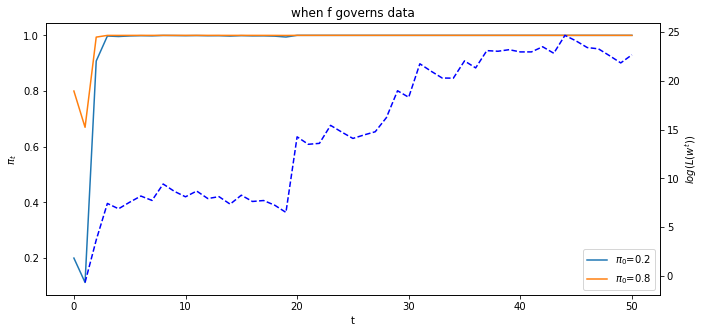 when f governs data
1.0
0.8
0.6
0.4
0.2
π_t
25
20
15
10
5
0
log(L(w^t))
0 10 20 30 40 50
t
π_0=0.2
π_0=0.8